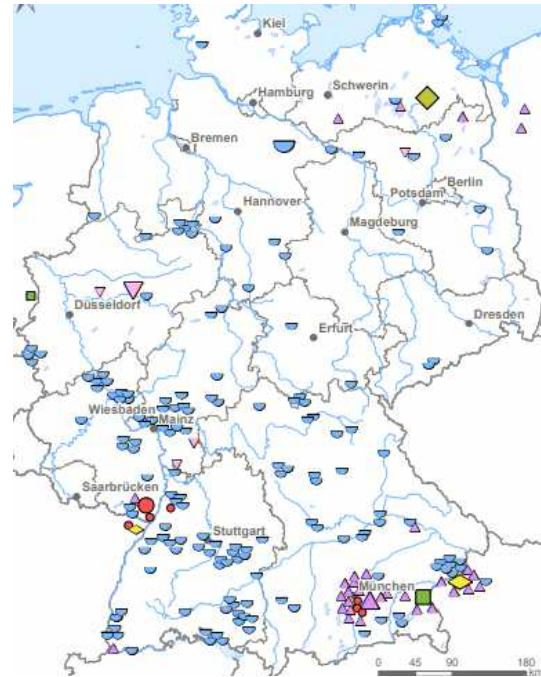 Kiel
Schwerin
Hamburg
Bremen
Berlin
Potsdam
Hannover
Magdeburg
Düsseldorf
Dresden
Erfurt
Wiesbaden
Mainz
Saarbrücken
Stuttgart
München
0 45 90 180
km